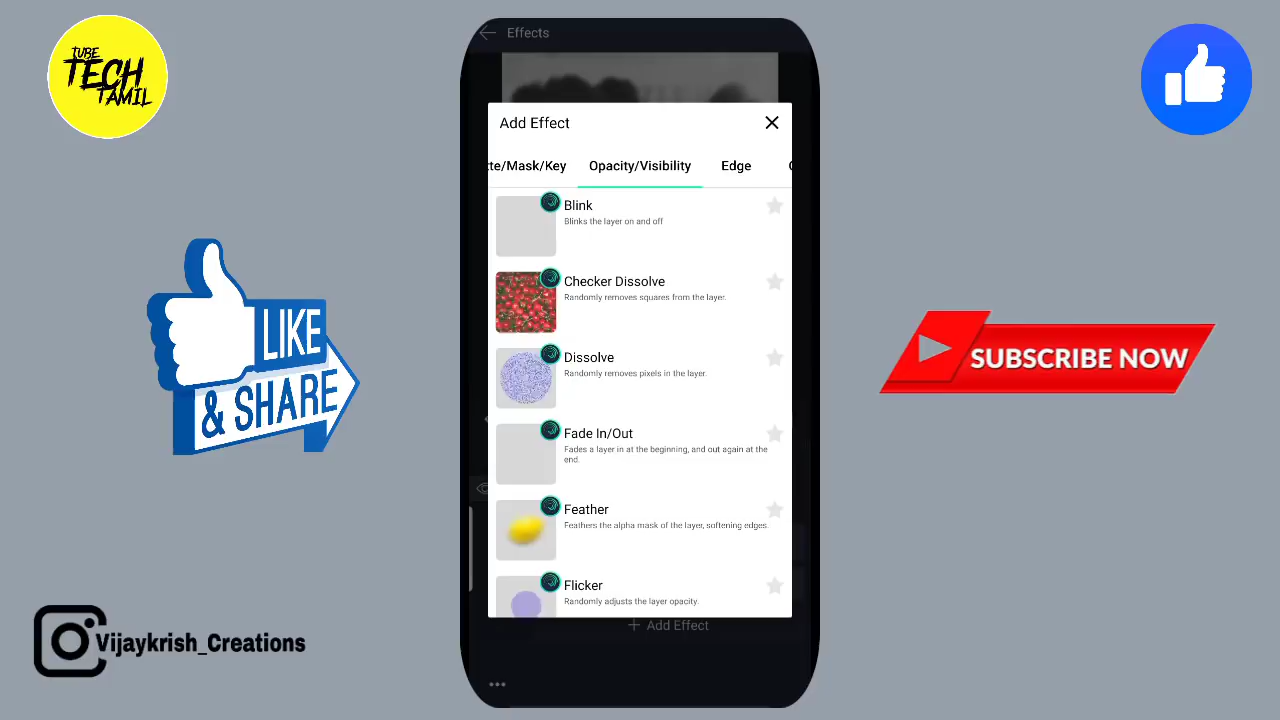 TUBE
TECH
TAMIL
Effects
Add Effect
te/Mask/Key
Opacity/Visibility
Edge
Blink
Blinks the layer on and off
Checker Dissolve
Randomly removes squares from the layer.
Dissolve
Randomly removes pixels in the layer.
Fade In/Out
Fades a layer in at the beginning, and out again at the
end.
Feather
Feathers the alpha mask of the layer, softening edges.
Flicker
Randomly adjusts the layer opacity.
+ Add Effect
LIKE
& SHARE
SUBSCRIBE NOW
Vijaykrish_Creations